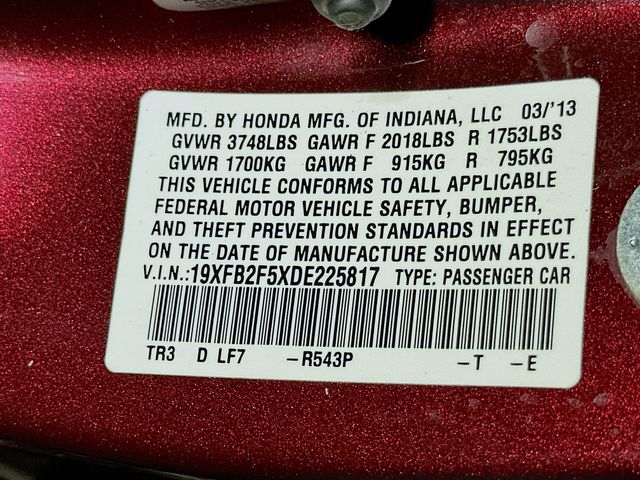 MFD. BY HONDA MFG. OF INDIANA, LLC 03/'13
GVWR 3748LBS GAWR F 2018LBS R 1753LBS
GVWR 1700KG GAWR F 915KG R 795KG
THIS VEHICLE CONFORMS TO ALL APPLICABLE
FEDERAL MOTOR VEHICLE SAFETY, BUMPER,
AND THEFT PREVENTION STANDARDS IN EFFECT
ON THE DATE OF MANUFACTURE SHOWN ABOVE.
V.I.N.:19XFB2F5XDE225817 TYPE: PASSENGER CAR
TR3 D LF7 –R543P –T –E